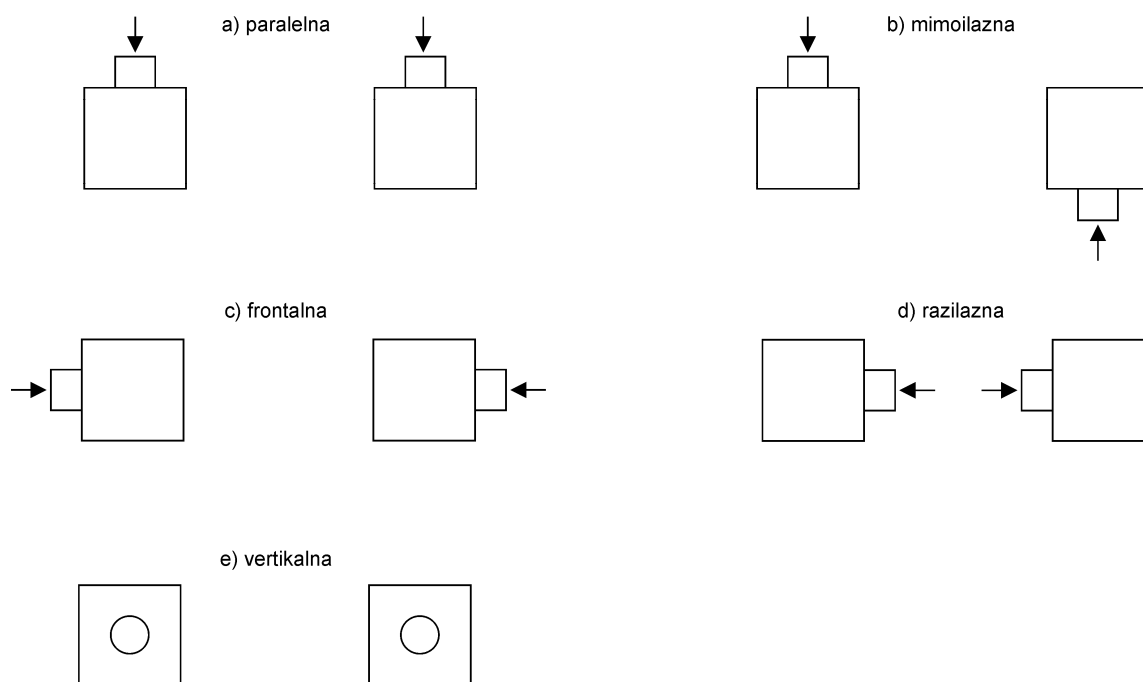 a) paralelna
b) mimoilazna
c) frontalna
d) razilazna
e) vertikalna